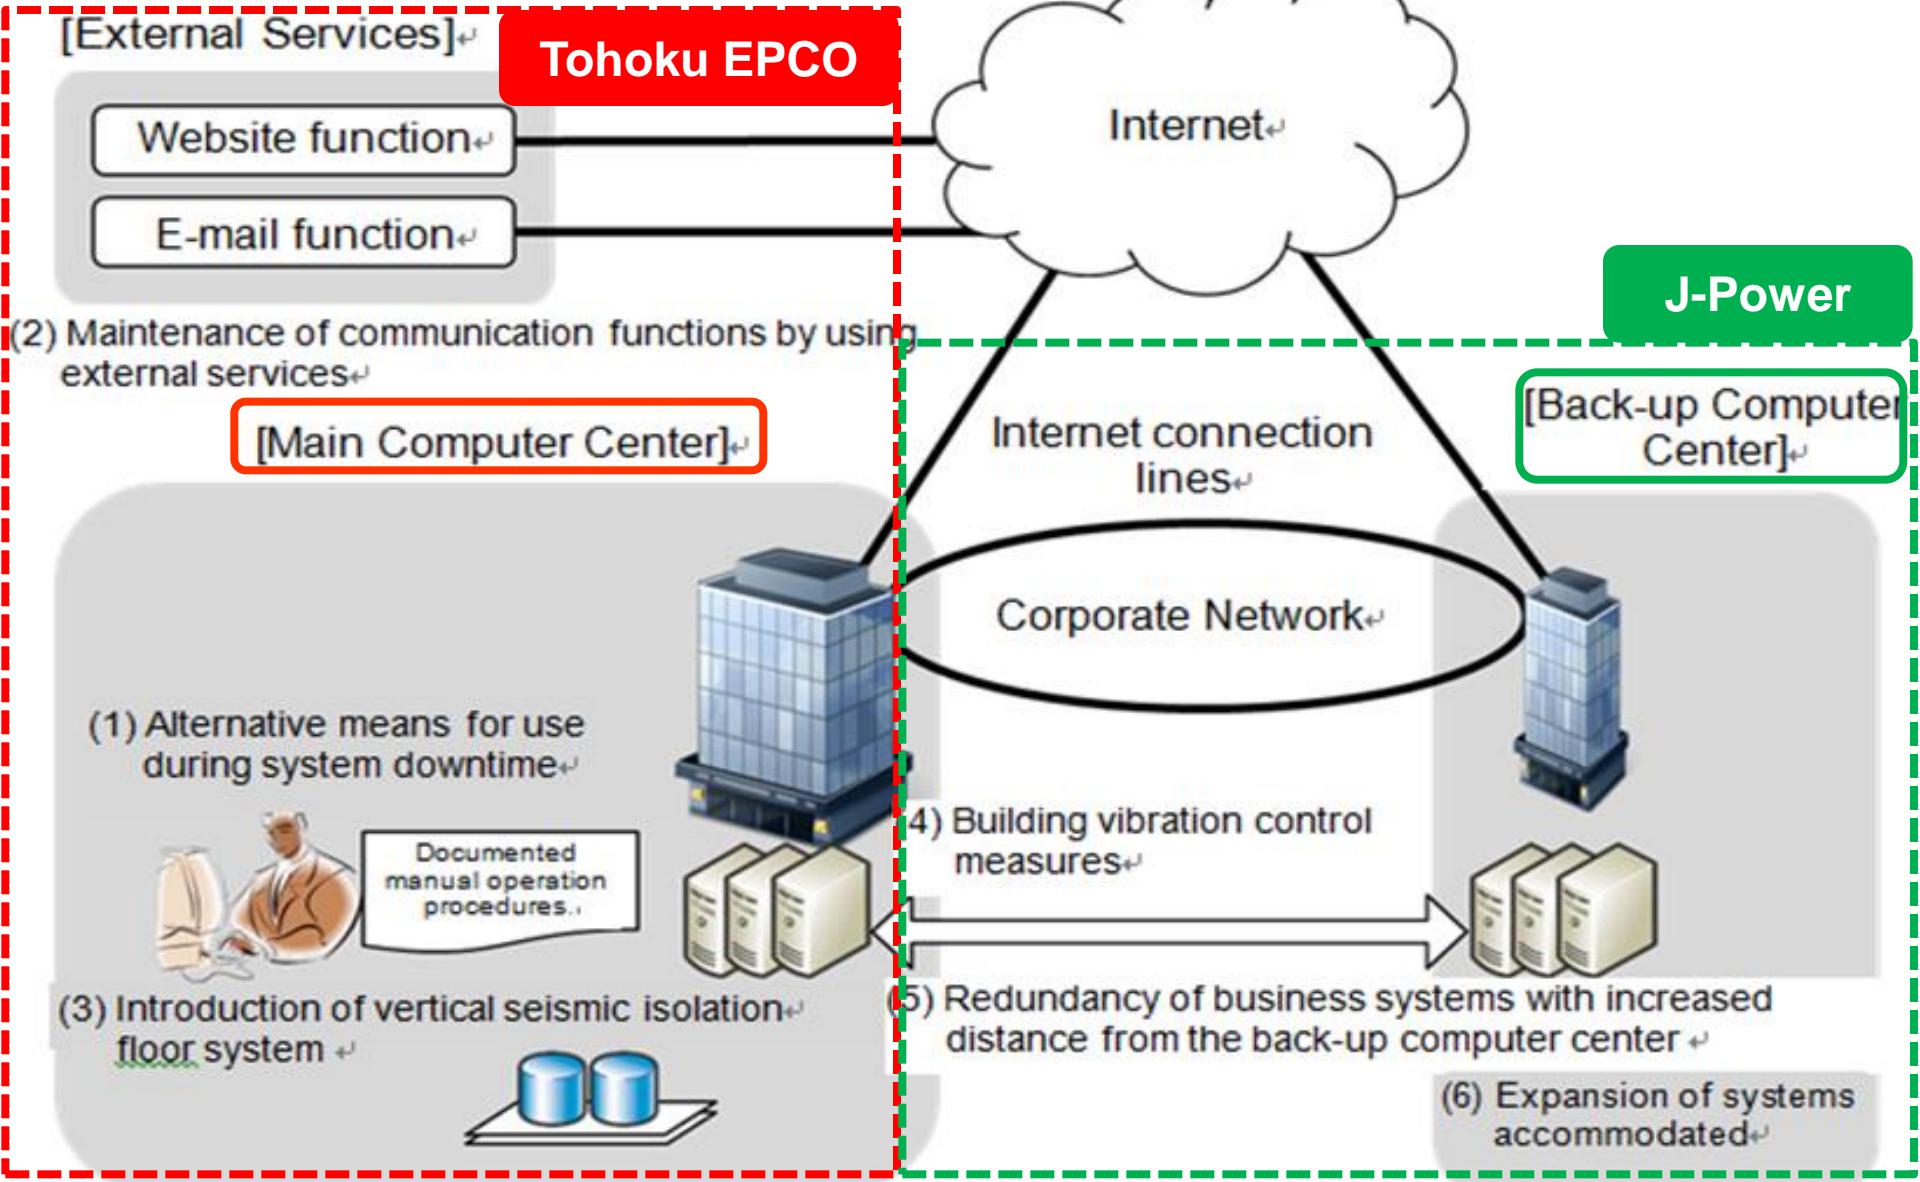 [External Services]
Tohoku EPCO
Website function
Internet
E-mail function
J-Power
(2) Maintenance of communication functions by using
external services
[Main Computer Center]
[Back-up Computer
Center]
Internet connection
lines
Corporate Network
(1) Alternative means for use
during system downtime
Documented
manual operation
procedures.
4) Building vibration control
measures
(3) Introduction of vertical seismic isolation
floor system
(5) Redundancy of business systems with increased
distance from the back-up computer center
(6) Expansion of systems
accommodated